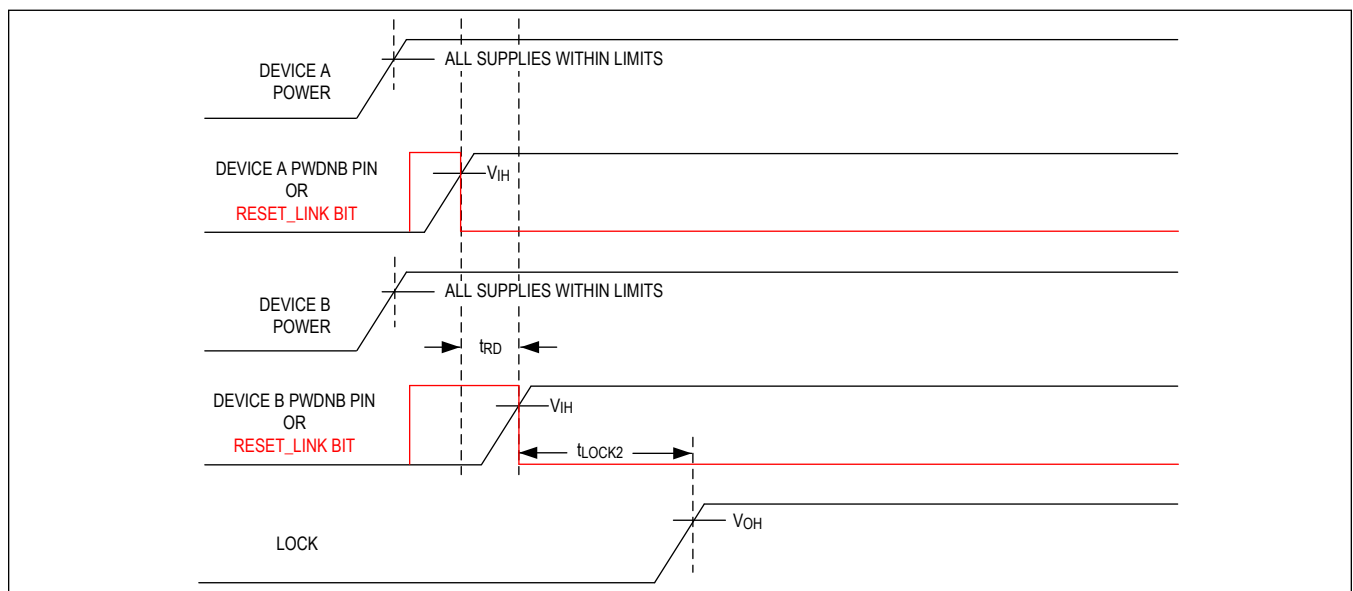 DEVICE A
POWER
ALL SUPPLIES WITHIN LIMITS
DEVICE A PWDNB PIN
OR
RESET_LINK BIT
VIH
DEVICE B
POWER
ALL SUPPLIES WITHIN LIMITS
tRD
DEVICE B PWDNB PIN
OR
RESET_LINK BIT
VIH
tLOCK2
LOCK
VOH